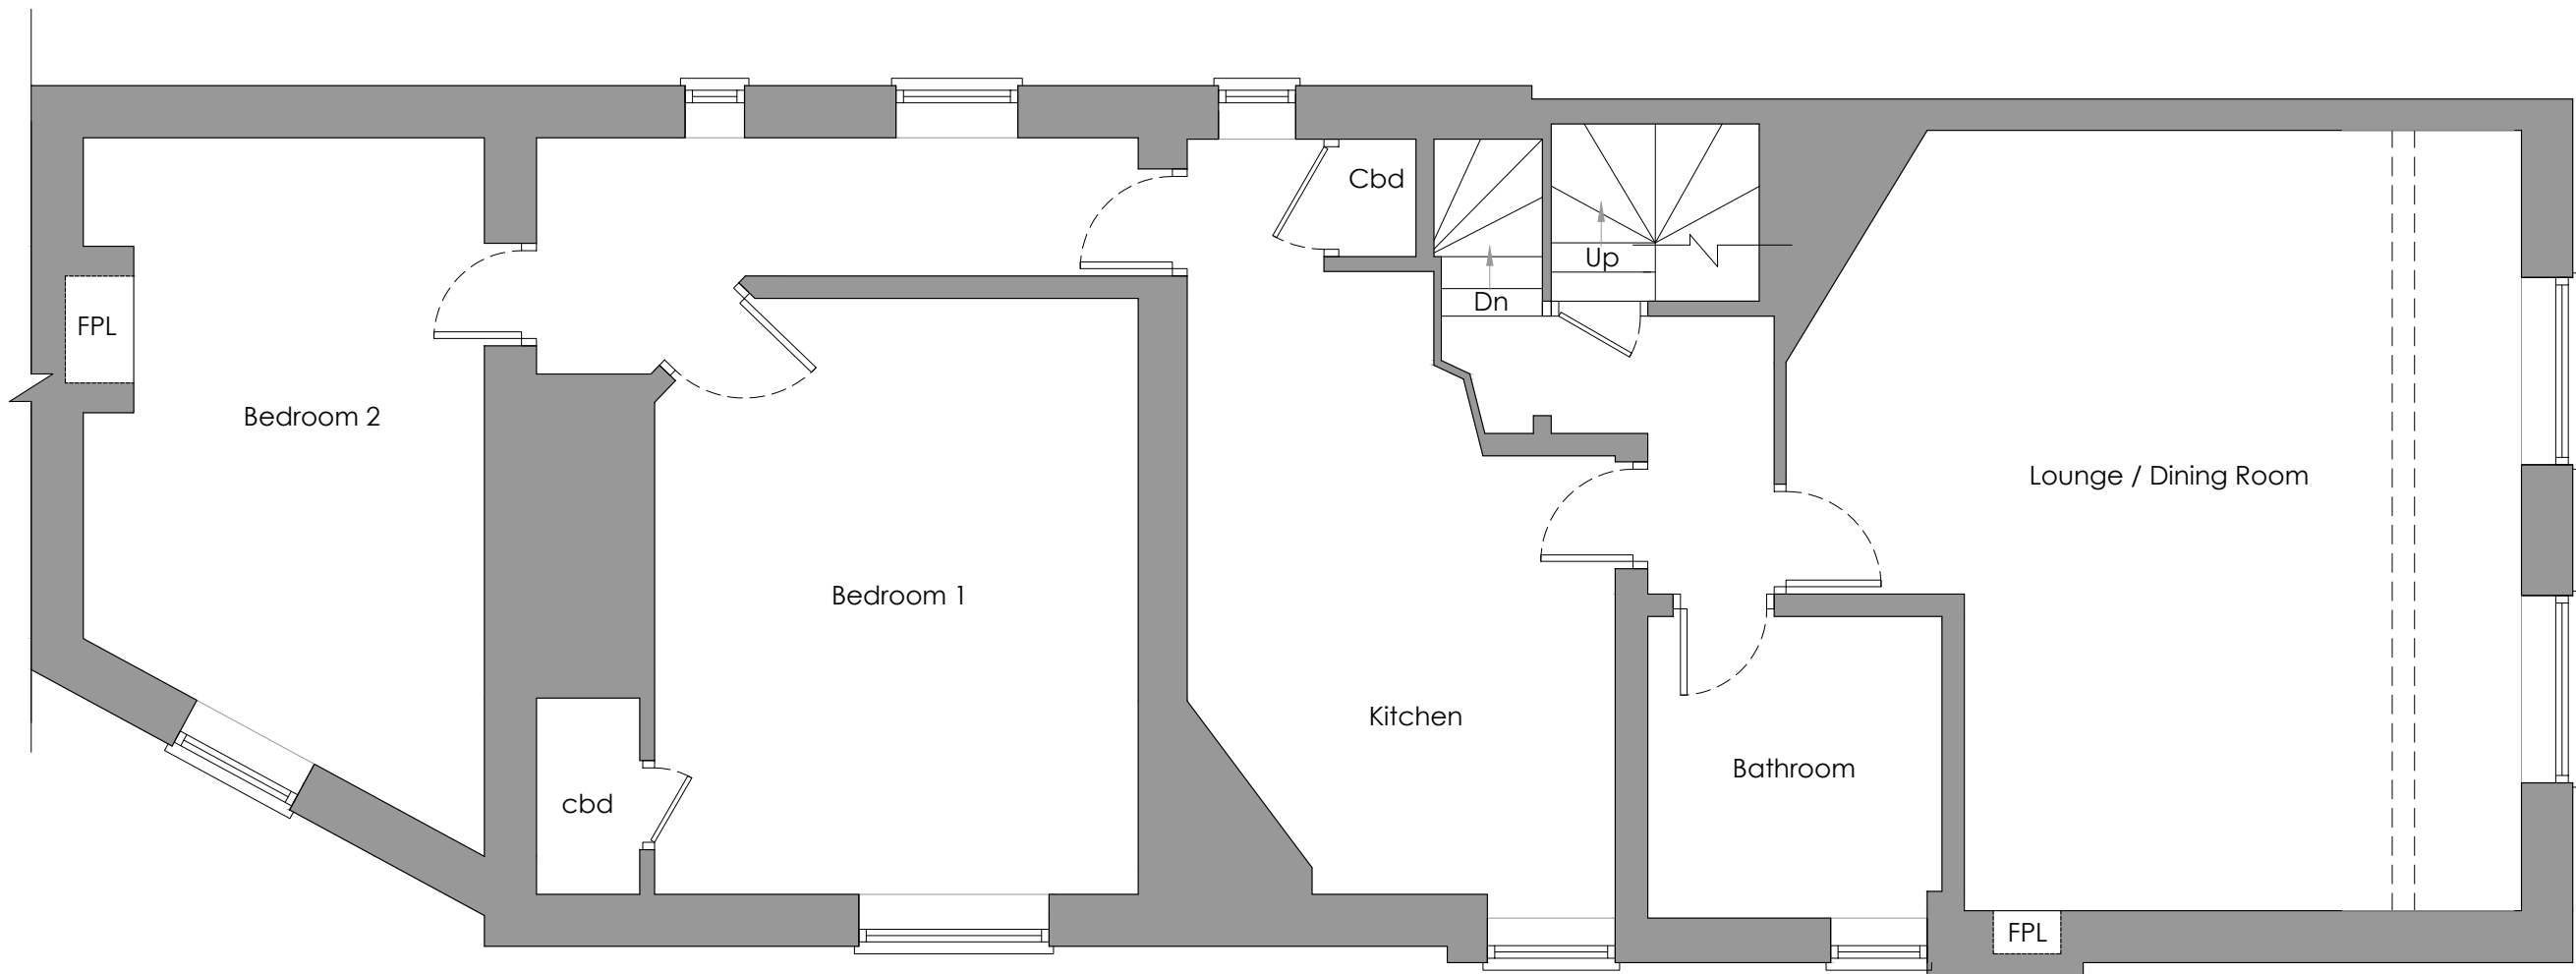 Cbd
Up
Dn
FPL
Bedroom 2
Lounge / Dining Room
Bedroom 1
Kitchen
Bathroom
cbd
FPL